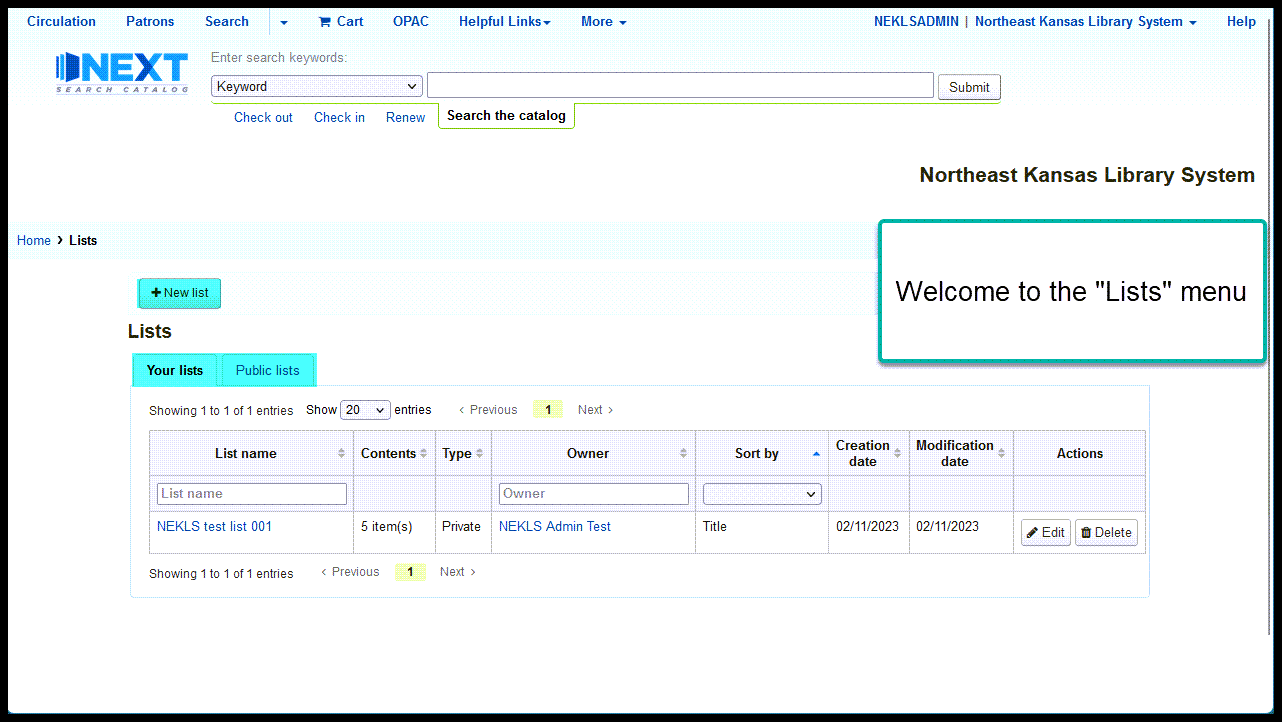 Circulation Patrons Search Cart OPAC Helpful Links More NEKLSADMIN | Northeast Kansas Library System Help
NEXT
SEARCH CATALOG
Enter search keywords:
Keyword Submit
Check out Check in Renew Search the catalog
Northeast Kansas Library System
Home › Lists
Welcome to the "Lists" menu
+ New list
Lists
Your lists Public lists
Showing 1 to 1 of 1 entries Show 20 entries ‹ Previous 1 Next ›
List name Contents Type Owner Sort by Creation date Modification date Actions
List name Owner
NEKLS test list 001 5 item(s) Private NEKLS Admin Test Title 02/11/2023 02/11/2023 Edit Delete
Showing 1 to 1 of 1 entries ‹ Previous 1 Next ›